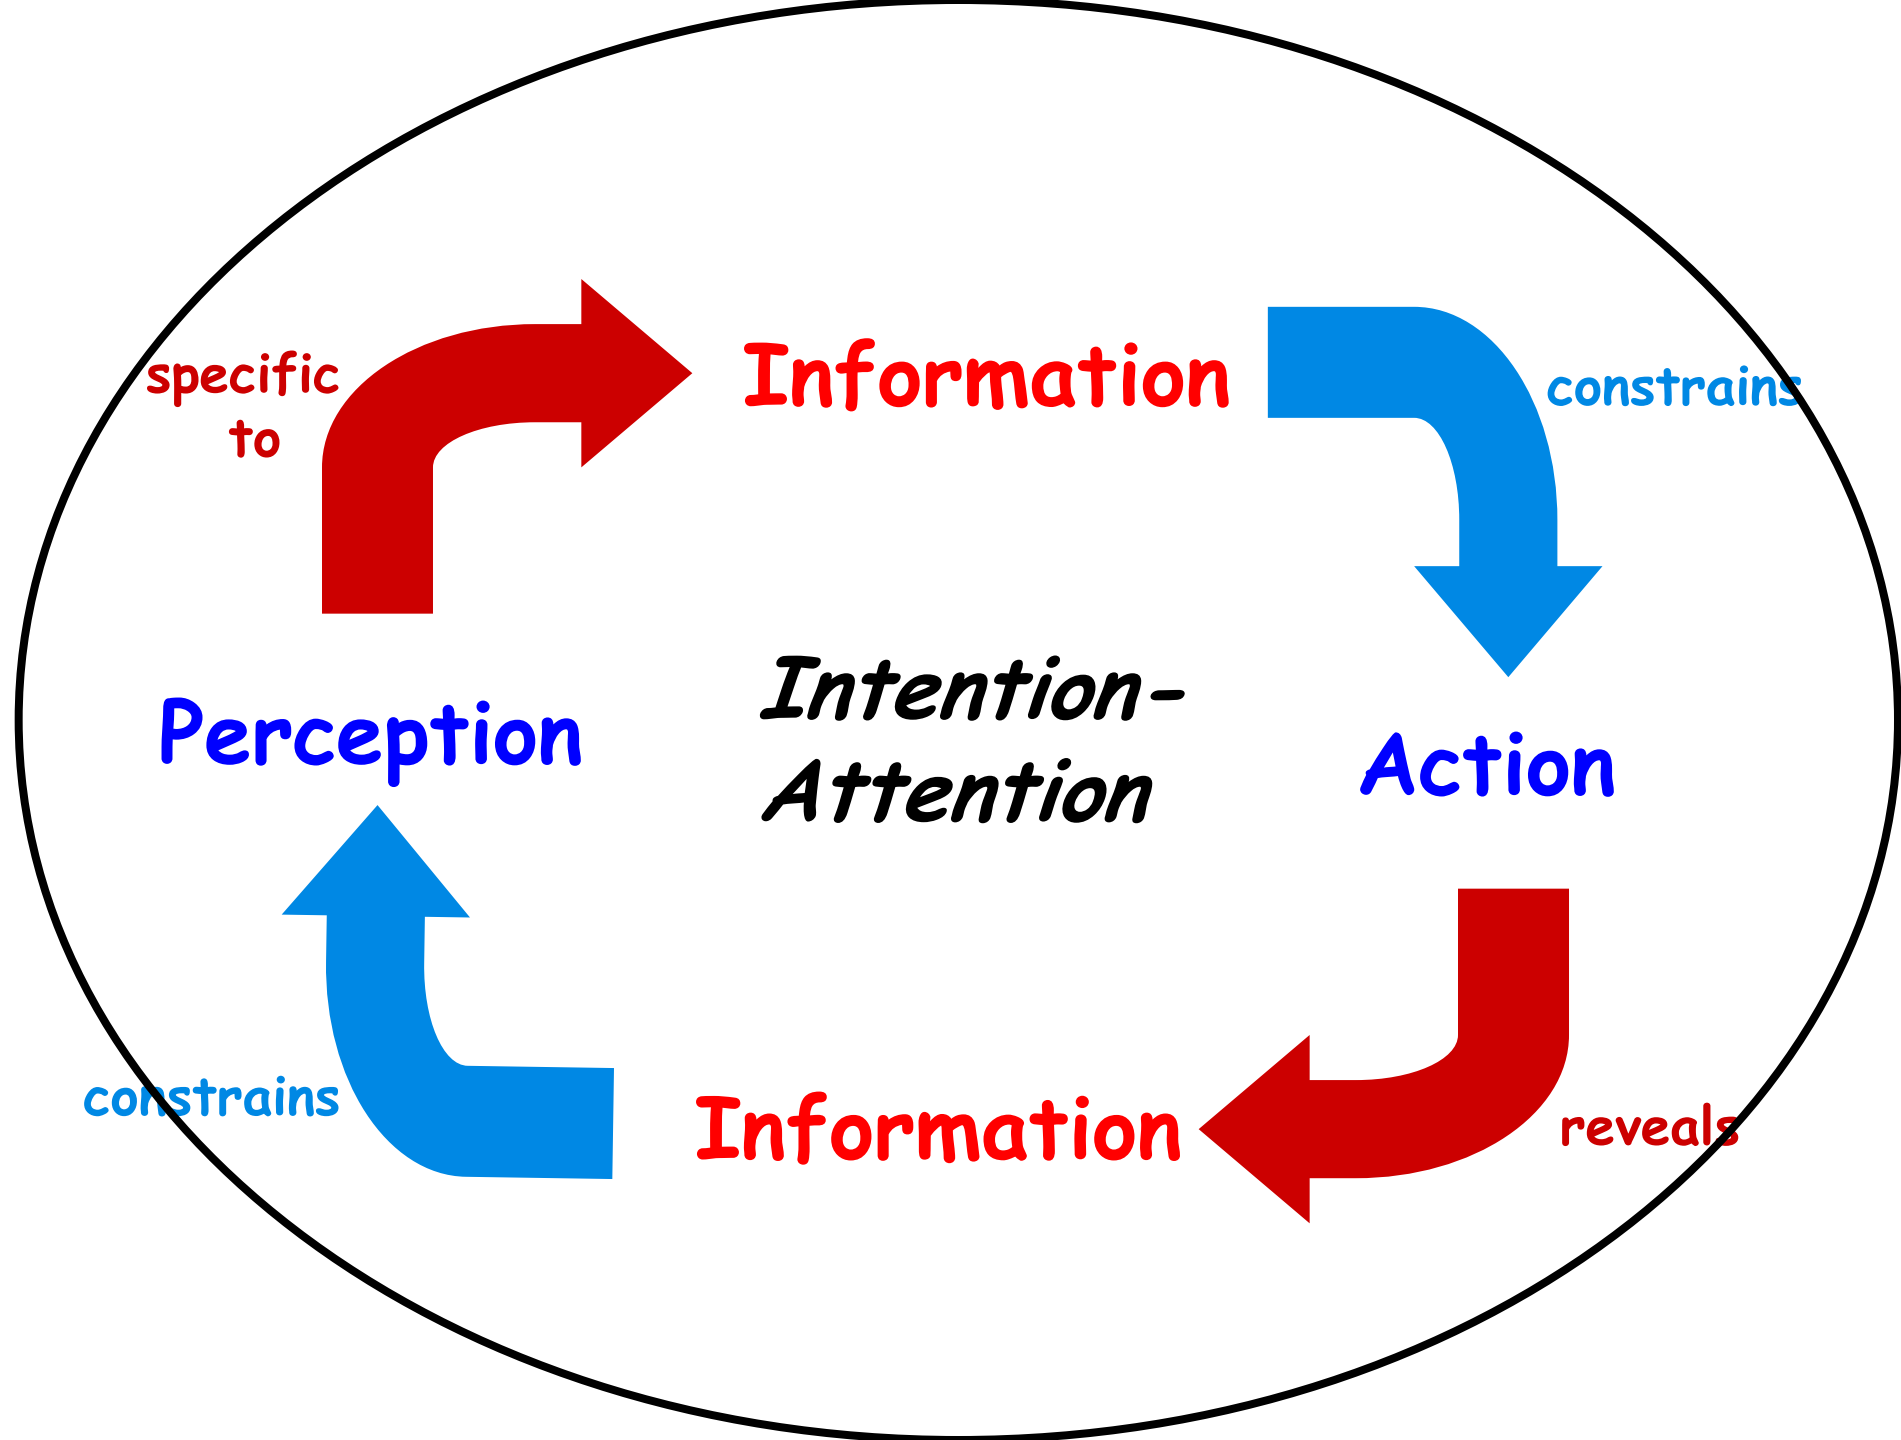 specific
to
Information
constrains
Perception
Intention-
Attention
Action
constrains
Information
reveals